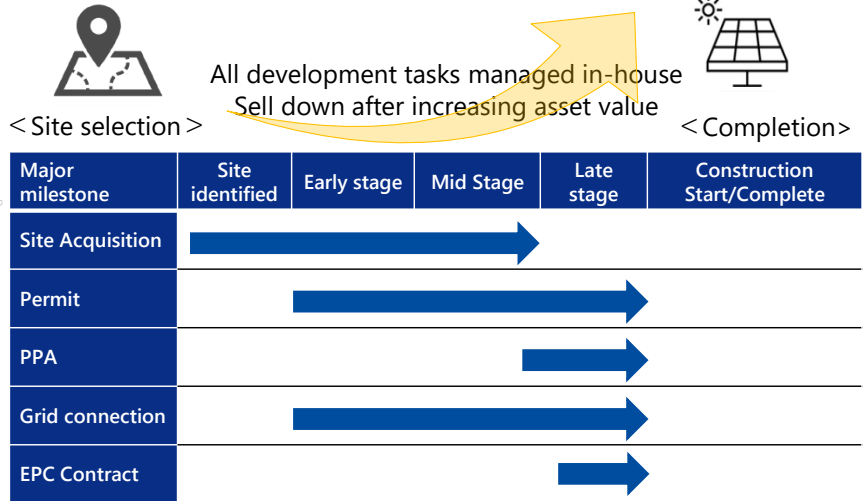 All development tasks managed in-house
Sell down after increasing asset value
＜Site selection＞
＜Completion>
Major
milestone
Site
identified
Early stage
Mid Stage
Late
stage
Construction
Start/Complete
Site Acquisition
Permit
PPA
Grid connection
EPC Contract